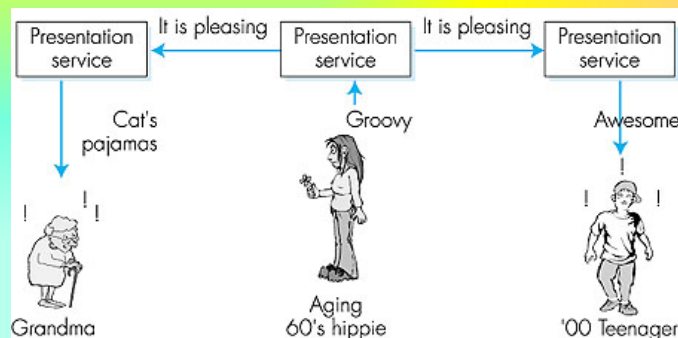 It is pleasing
It is pleasing
Presentation
service
Presentation
service
Presentation
service
Cat's
pajamas
Groovy
Awesome
!
! ! !
! ! !
Grandma
Aging
60's hippie
'00 Teenager